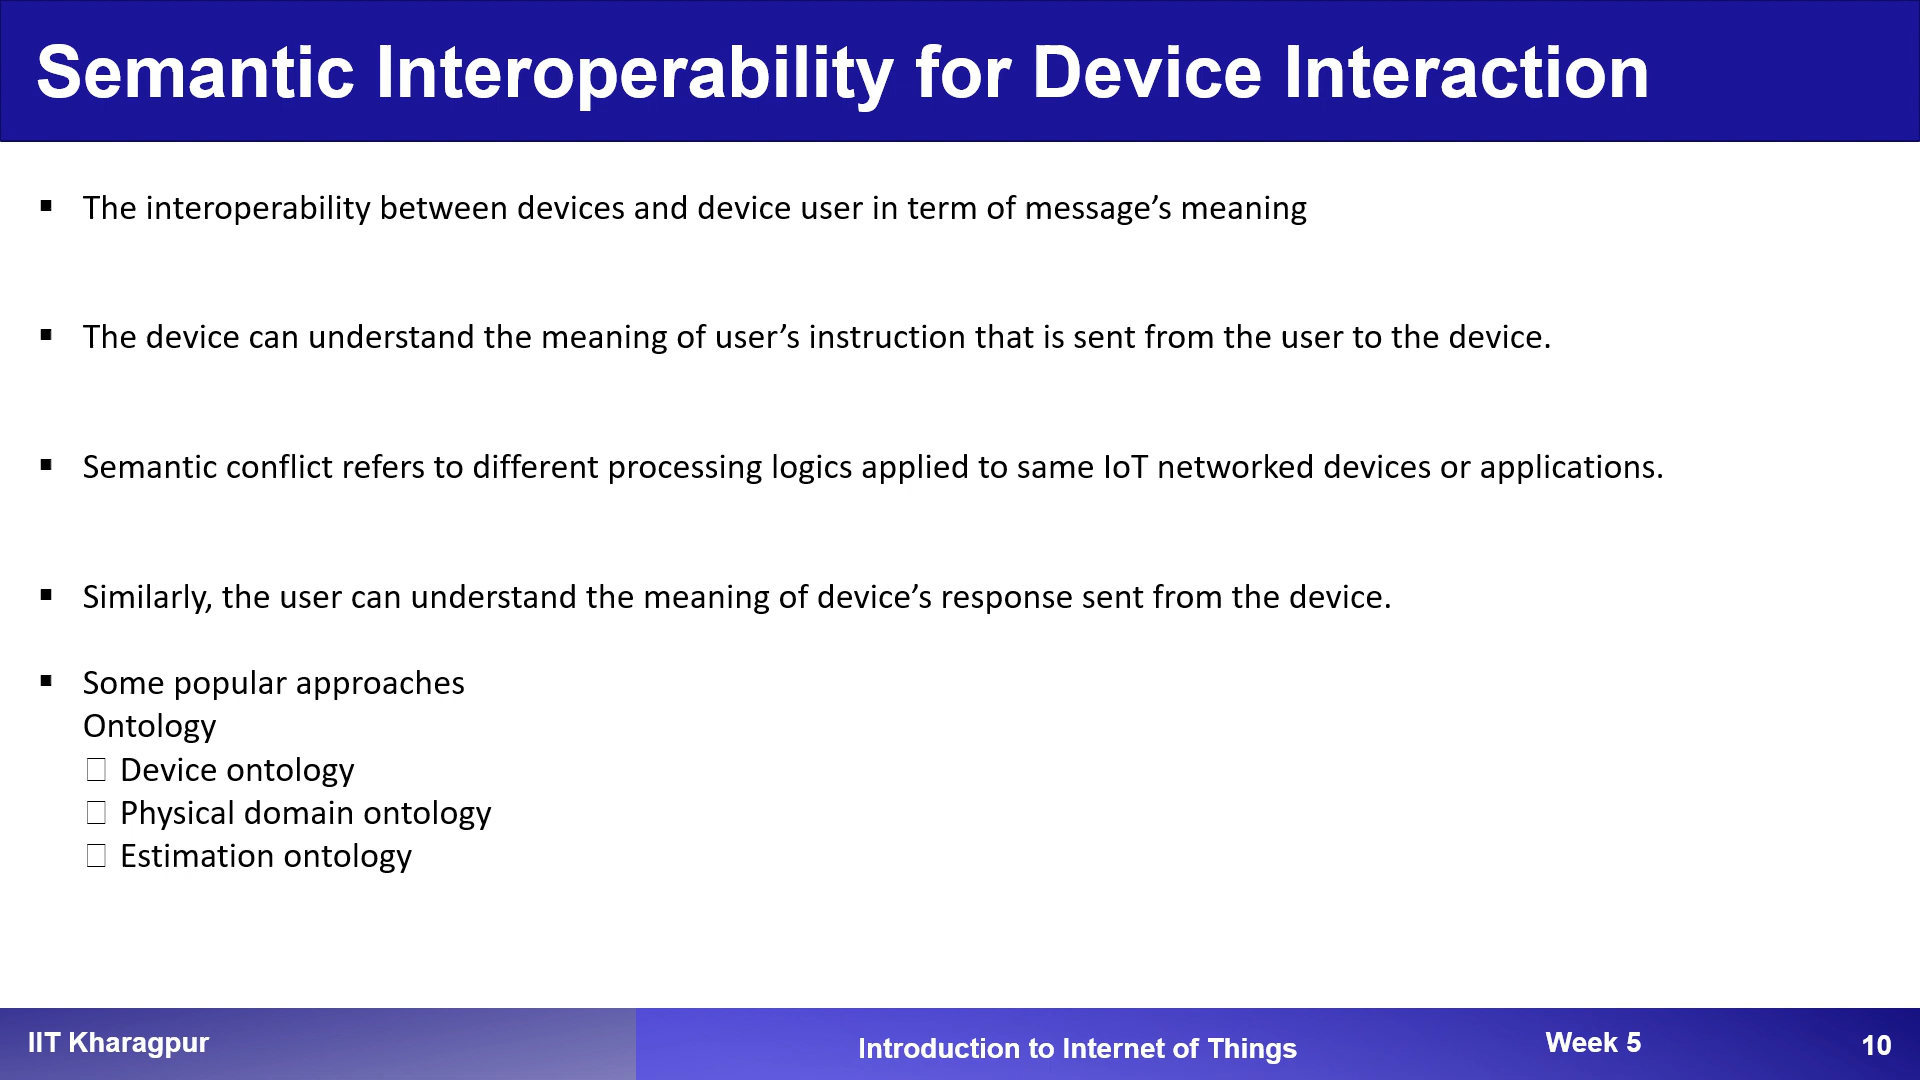 Semantic Interoperability for Device Interaction
▪ The interoperability between devices and device user in term of message’s meaning
▪ The device can understand the meaning of user’s instruction that is sent from the user to the device.
▪ Semantic conflict refers to different processing logics applied to same IoT networked devices or applications.
▪ Similarly, the user can understand the meaning of device’s response sent from the device.
▪ Some popular approaches
Ontology
□ Device ontology
□ Physical domain ontology
□ Estimation ontology
IIT Kharagpur
Introduction to Internet of Things
Week 5
10